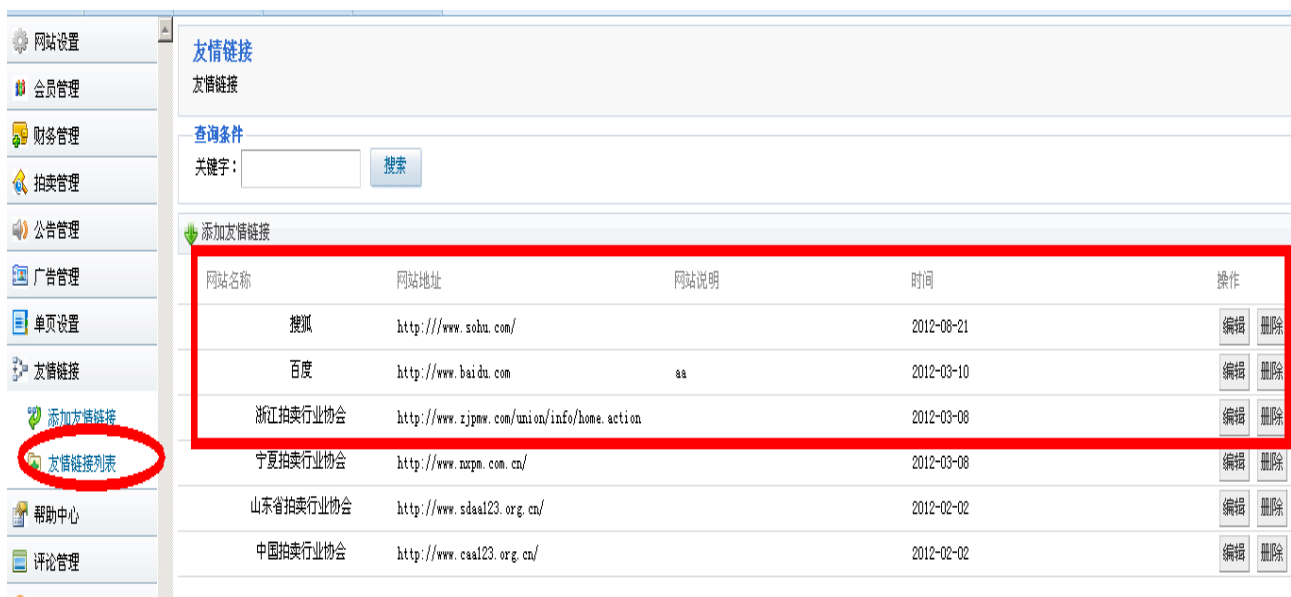 网站设置
会员管理
财务管理
拍卖管理
公告管理
广告管理
单页设置
友情链接
添加友情链接
友情链接列表
帮助中心
评论管理
友情链接
友情链接
查询条件
关键字： 搜索
添加友情链接
网站名称 网站地址 网站说明 时间 操作
搜狐 http:///www.sohu.com/ 2012-08-21 编辑 删除
百度 http://www.baidu.com aa 2012-03-10 编辑 删除
浙江拍卖行业协会 http://www.zjpmw.com/union/info/home.action 2012-03-08 编辑 删除
宁夏拍卖行业协会 http://www.nxpm.com.cn/ 2012-03-08 编辑 删除
山东省拍卖行业协会 http://www.sdaa123.org.cn/ 2012-02-02 编辑 删除
中国拍卖行业协会 http://www.caa123.org.cn/ 2012-02-02 编辑 删除